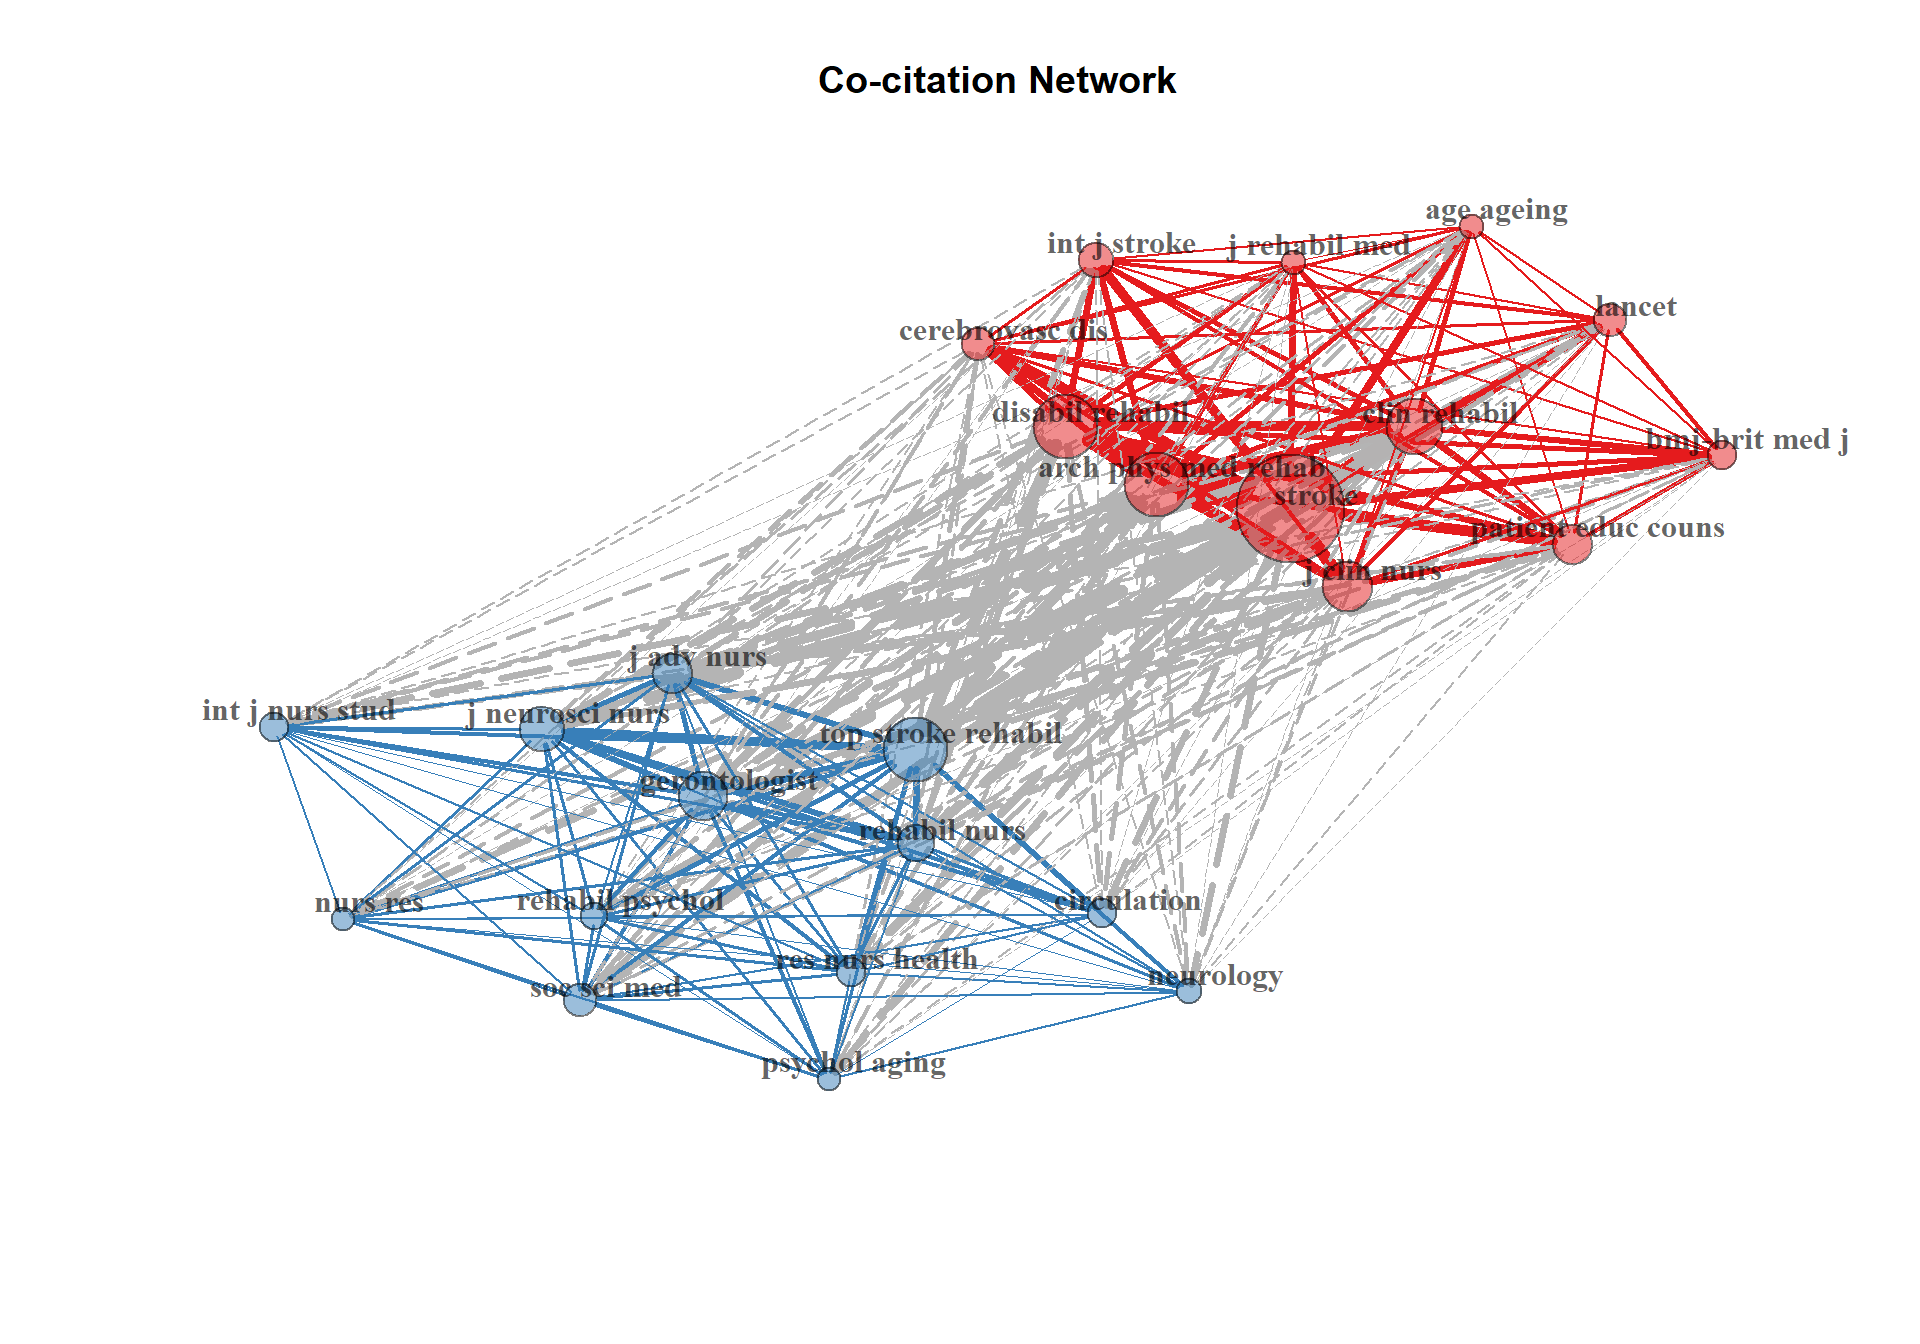 Co-citation Network
age ageing
int j stroke
j rehabil med
lancet
cerebrovasc dis
disabil rehabil
clin rehabil
bmj-brit med j
arch phys med rehab
stroke
patient educ couns
j clin nurs
j adv nurs
int j nurs stud
j neurosci nurs
top stroke rehabil
gerontologist
rehabil nurs
nurs res
rehabil psychol
circulation
res nurs health
neurology
soc sci med
psychol aging